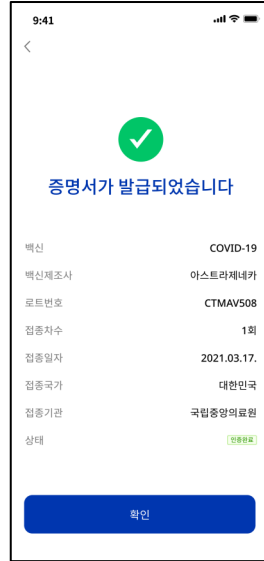 9:41
증명서가 발급되었습니다
백신 COVID-19
백신제조사 아스트라제네카
로트번호 CTMAV508
접종차수 1회
접종일자 2021.03.17.
접종국가 대한민국
접종기관 국립중앙의료원
상태 인증완료
확인